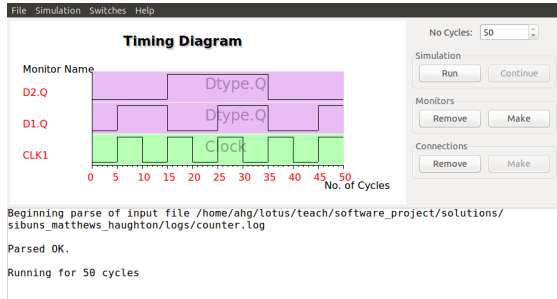 File Simulation Switches Help
Timing Diagram
Monitor Name
D2.Q
Dtype.Q
D1.Q
Dtype.Q
CLK1
Clock
0 5 10 15 20 25 30 35 40 45 50
No. of Cycles
No Cycles: 50
Simulation
Run Continue
Monitors
Remove Make
Connections
Remove Make
Beginning parse of input file /home/ahg/lotus/teach/software_project/solutions/
sibuns_matthews_haughton/logs/counter.log
Parsed OK.
Running for 50 cycles